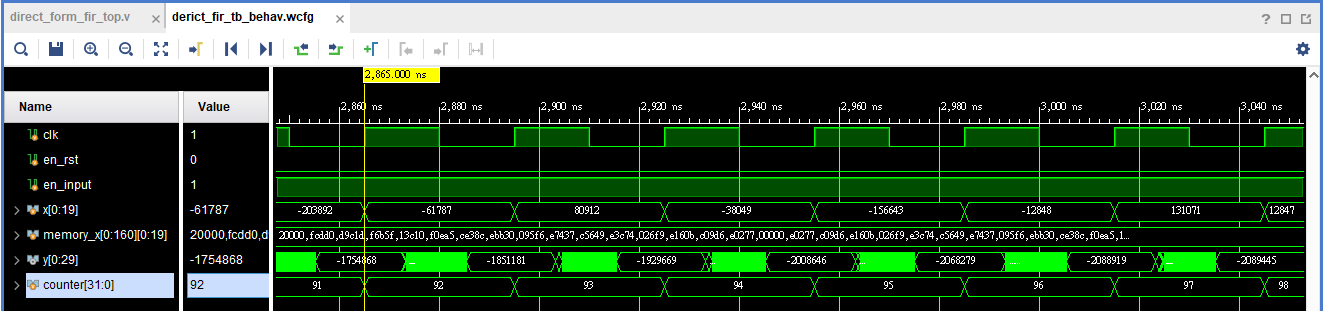 direct_form_fir_top.v × derict_fir_tb_behav.wcfg ×
?
2,865.000 ns
Name Value
2,860 ns 2,880 ns 2,900 ns 2,920 ns 2,940 ns 2,960 ns 2,980 ns 3,000 ns 3,020 ns 3,040 ns
clk 1
en_rst 0
en_input 1
x[0:19] -61787 -203892 -61787 80912 -38049 -156643 -12848 131071 12847
memory_x[0:160][0:19] 20000,fcdd0,d 20000,fcdd0,d9c1d,f6b5f,13c10,f0ea5,ce38c,ebb30,095f6,e7437,c5649,e3c74,026f9,e160b,c09d6,e0277,00000,e0277,c09d6,e160b,026f9,e3c74,c5649,e7437,095f6,ebb30,ce38c,f0ea5,1...
y[0:29] -1754868 -1754868 ... -1851181 -1929669 -2008646 -2068279 ... -2088919 -2089445
counter[31:0] 92 91 92 93 94 95 96 97 98